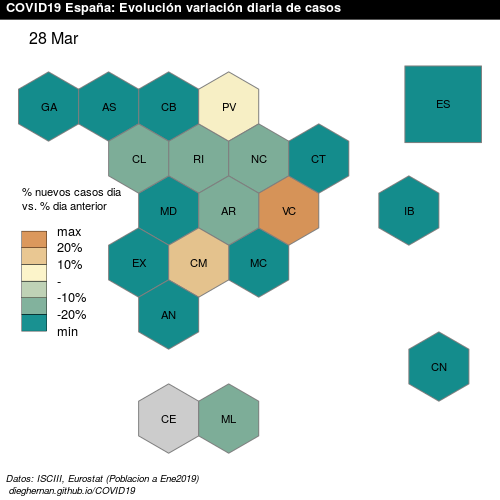 COVID19 España: Evolución variación diaria de casos
28 Mar
ES
GA AS CB PV
CL RI NC CT
% nuevos casos dia
vs. % dia anterior
MD AR VC IB
max
20%
10%
-
-10%
-20%
min
EX CM MC
AN
CN
CE ML
Datos: ISCIII, Eurostat (Poblacion a Ene2019)
dieghernan.github.io/COVID19